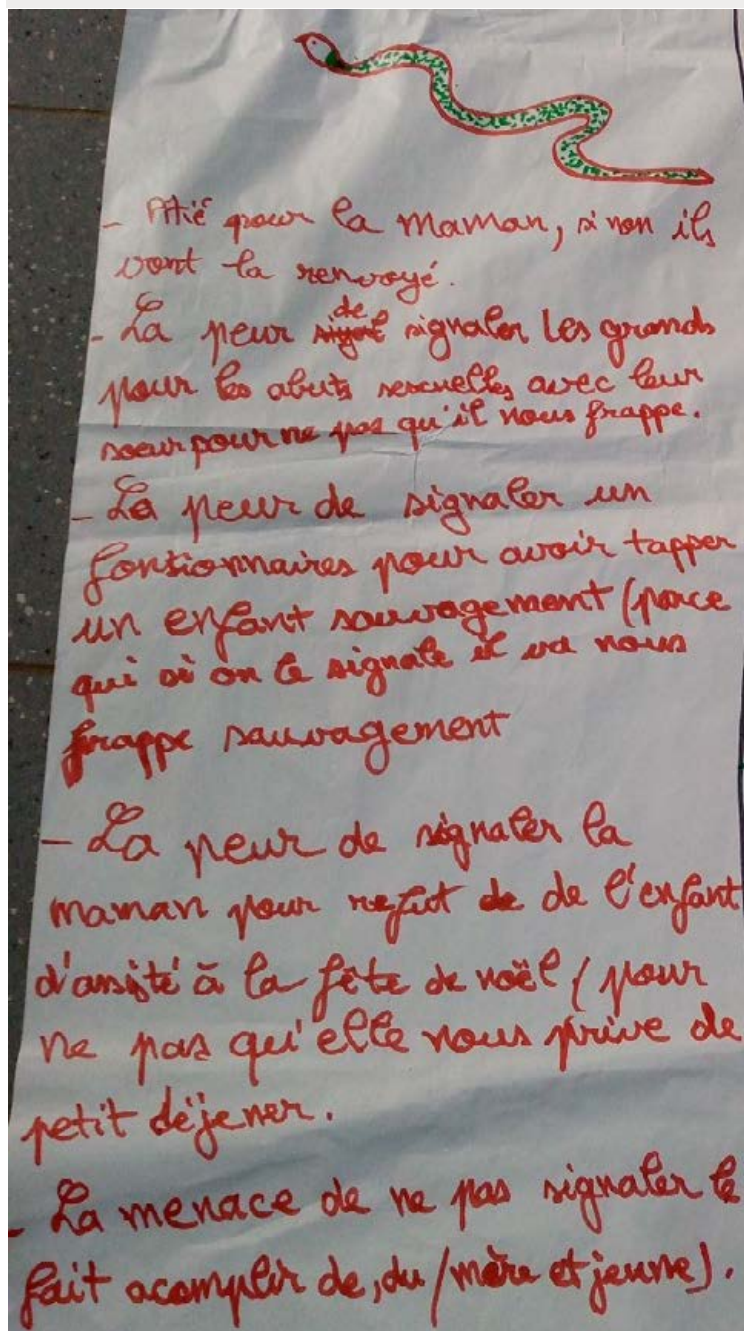 - Pitié pour la maman, si non ils
vont la renvoyé.
- La peur de signaler les grands
pour les abuts sexuelles avec leur
soeur pour ne pas qu'il nous frappe.
- La peur de signaler un
fontionnaires pour avoir tapper
un enfant sauvagement (parce
qui si on le signale il va nous
frappe sauvagement
- La peur de signaler la
maman pour refut de de l'enfant
d'assité à la fête de noël (pour
ne pas qu'elle nous prive de
petit déjener.
- La menace de ne pas signaler le
fait acomplir de, du (mère et jeune).